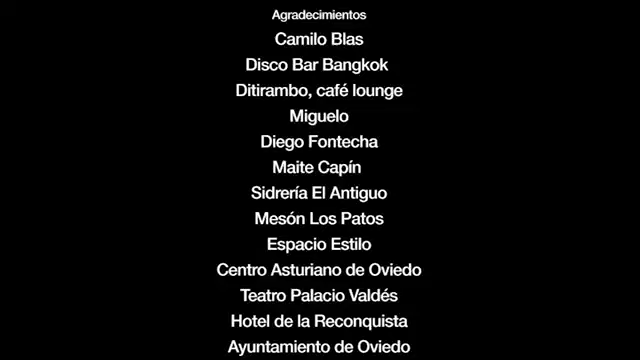 Agradecimientos
Camilo Blas
Disco Bar Bangkok
Ditirambo, café lounge
Miguelo
Diego Fontecha
Maite Capín
Sidrería El Antiguo
Mesón Los Patos
Espacio Estilo
Centro Asturiano de Oviedo
Teatro Palacio Valdés
Hotel de la Reconquista
Ayuntamiento de Oviedo